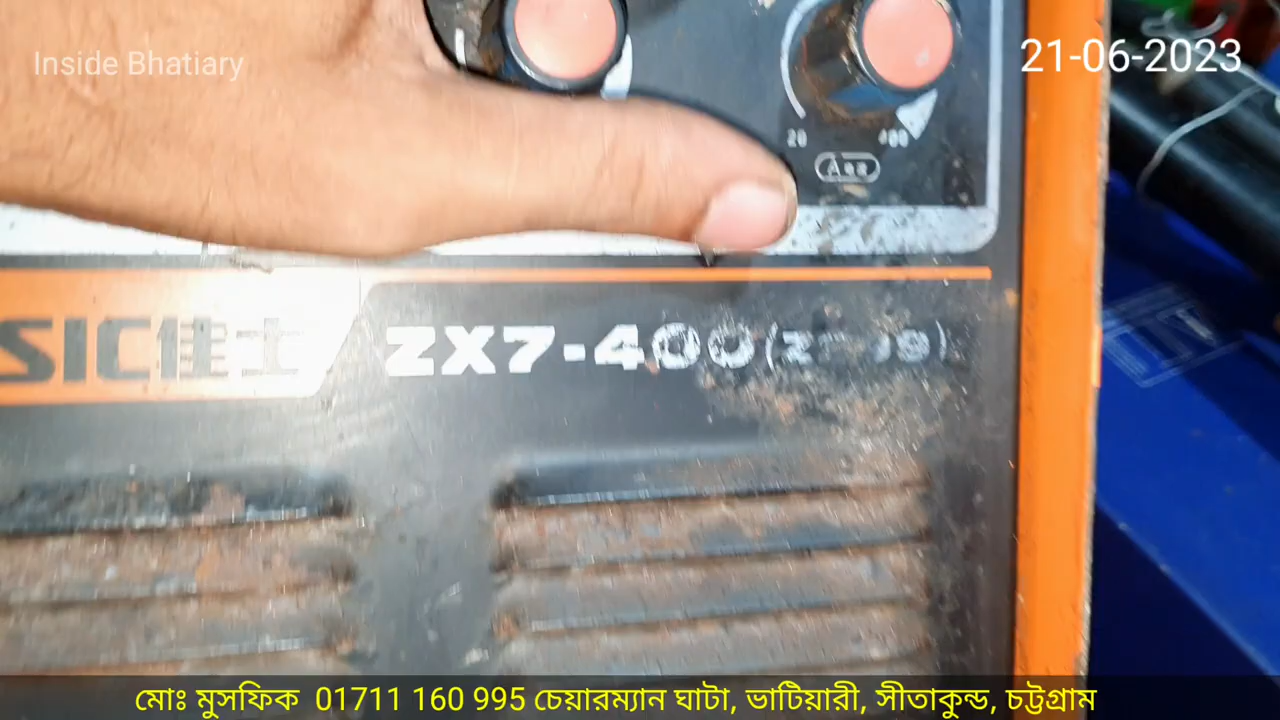 Inside Bhatiary
21-06-2023
20 400
A
SIC佳士 ZX7-400
মোঃ মুসফিক 01711 160 995 চেয়ারম্যান ঘাটা, ভাটিয়ারী, সীতাকুন্ড, চট্টগ্রাম